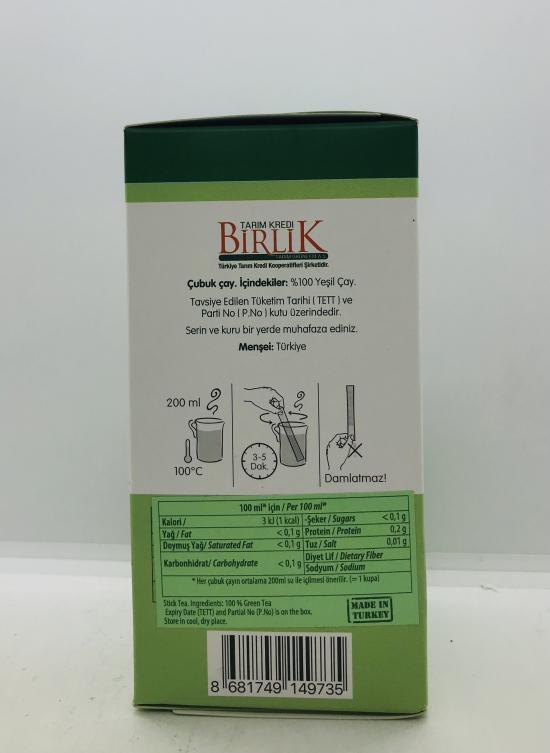 TARIM KREDİ
BİRLİK
Türkiye Tarım Kredi Kooperatifleri Şirketidir.
Çubuk çay. İçindekiler: %100 Yeşil Çay.
Tavsiye Edilen Tüketim Tarihi ( TETT ) ve
Parti No ( P.No ) kutu üzerindedir.
Serin ve kuru bir yerde muhafaza ediniz.
Menşei: Türkiye
200 ml
100°C
3-5
Dak.
Damlatmaz!
100 ml* için / Per 100 ml*
Kalori / 3 kJ (1 kcal) -Şeker / Sugars <0,1 g
Yağ / Fat <0,1 g Protein / Protein 0,2 g
Doymuş Yağ/ Saturated Fat <0,1 g Tuz / Salt 0,01 g
Karbonhidrat/ Carbohydrate <0,1 g Diyet Lif / Dietary Fiber
Sodyum / Sodium
* Her çubuk çayın ortalama 200ml su ile içilmesi önerilir. (= 1 kupa)
Stick Tea. Ingredients: 100 % Green Tea
Expiry Date (TETT) and Partial No (P.No) is on the box.
Store in cool, dry place.
MADE IN
TURKEY
8 681749 149735